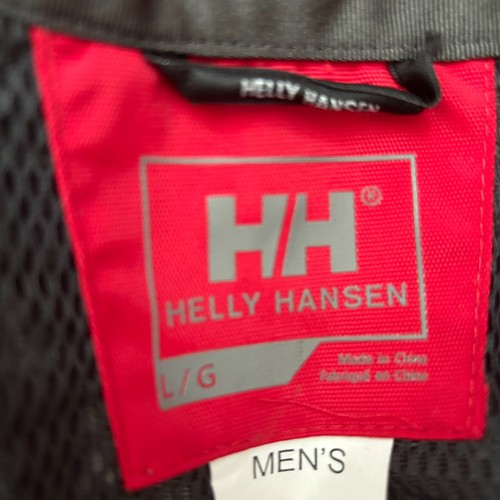 HELLY HANSEN
HH®
HELLY HANSEN
L/G
Made in China
Fabriqué en Chine
MEN'S